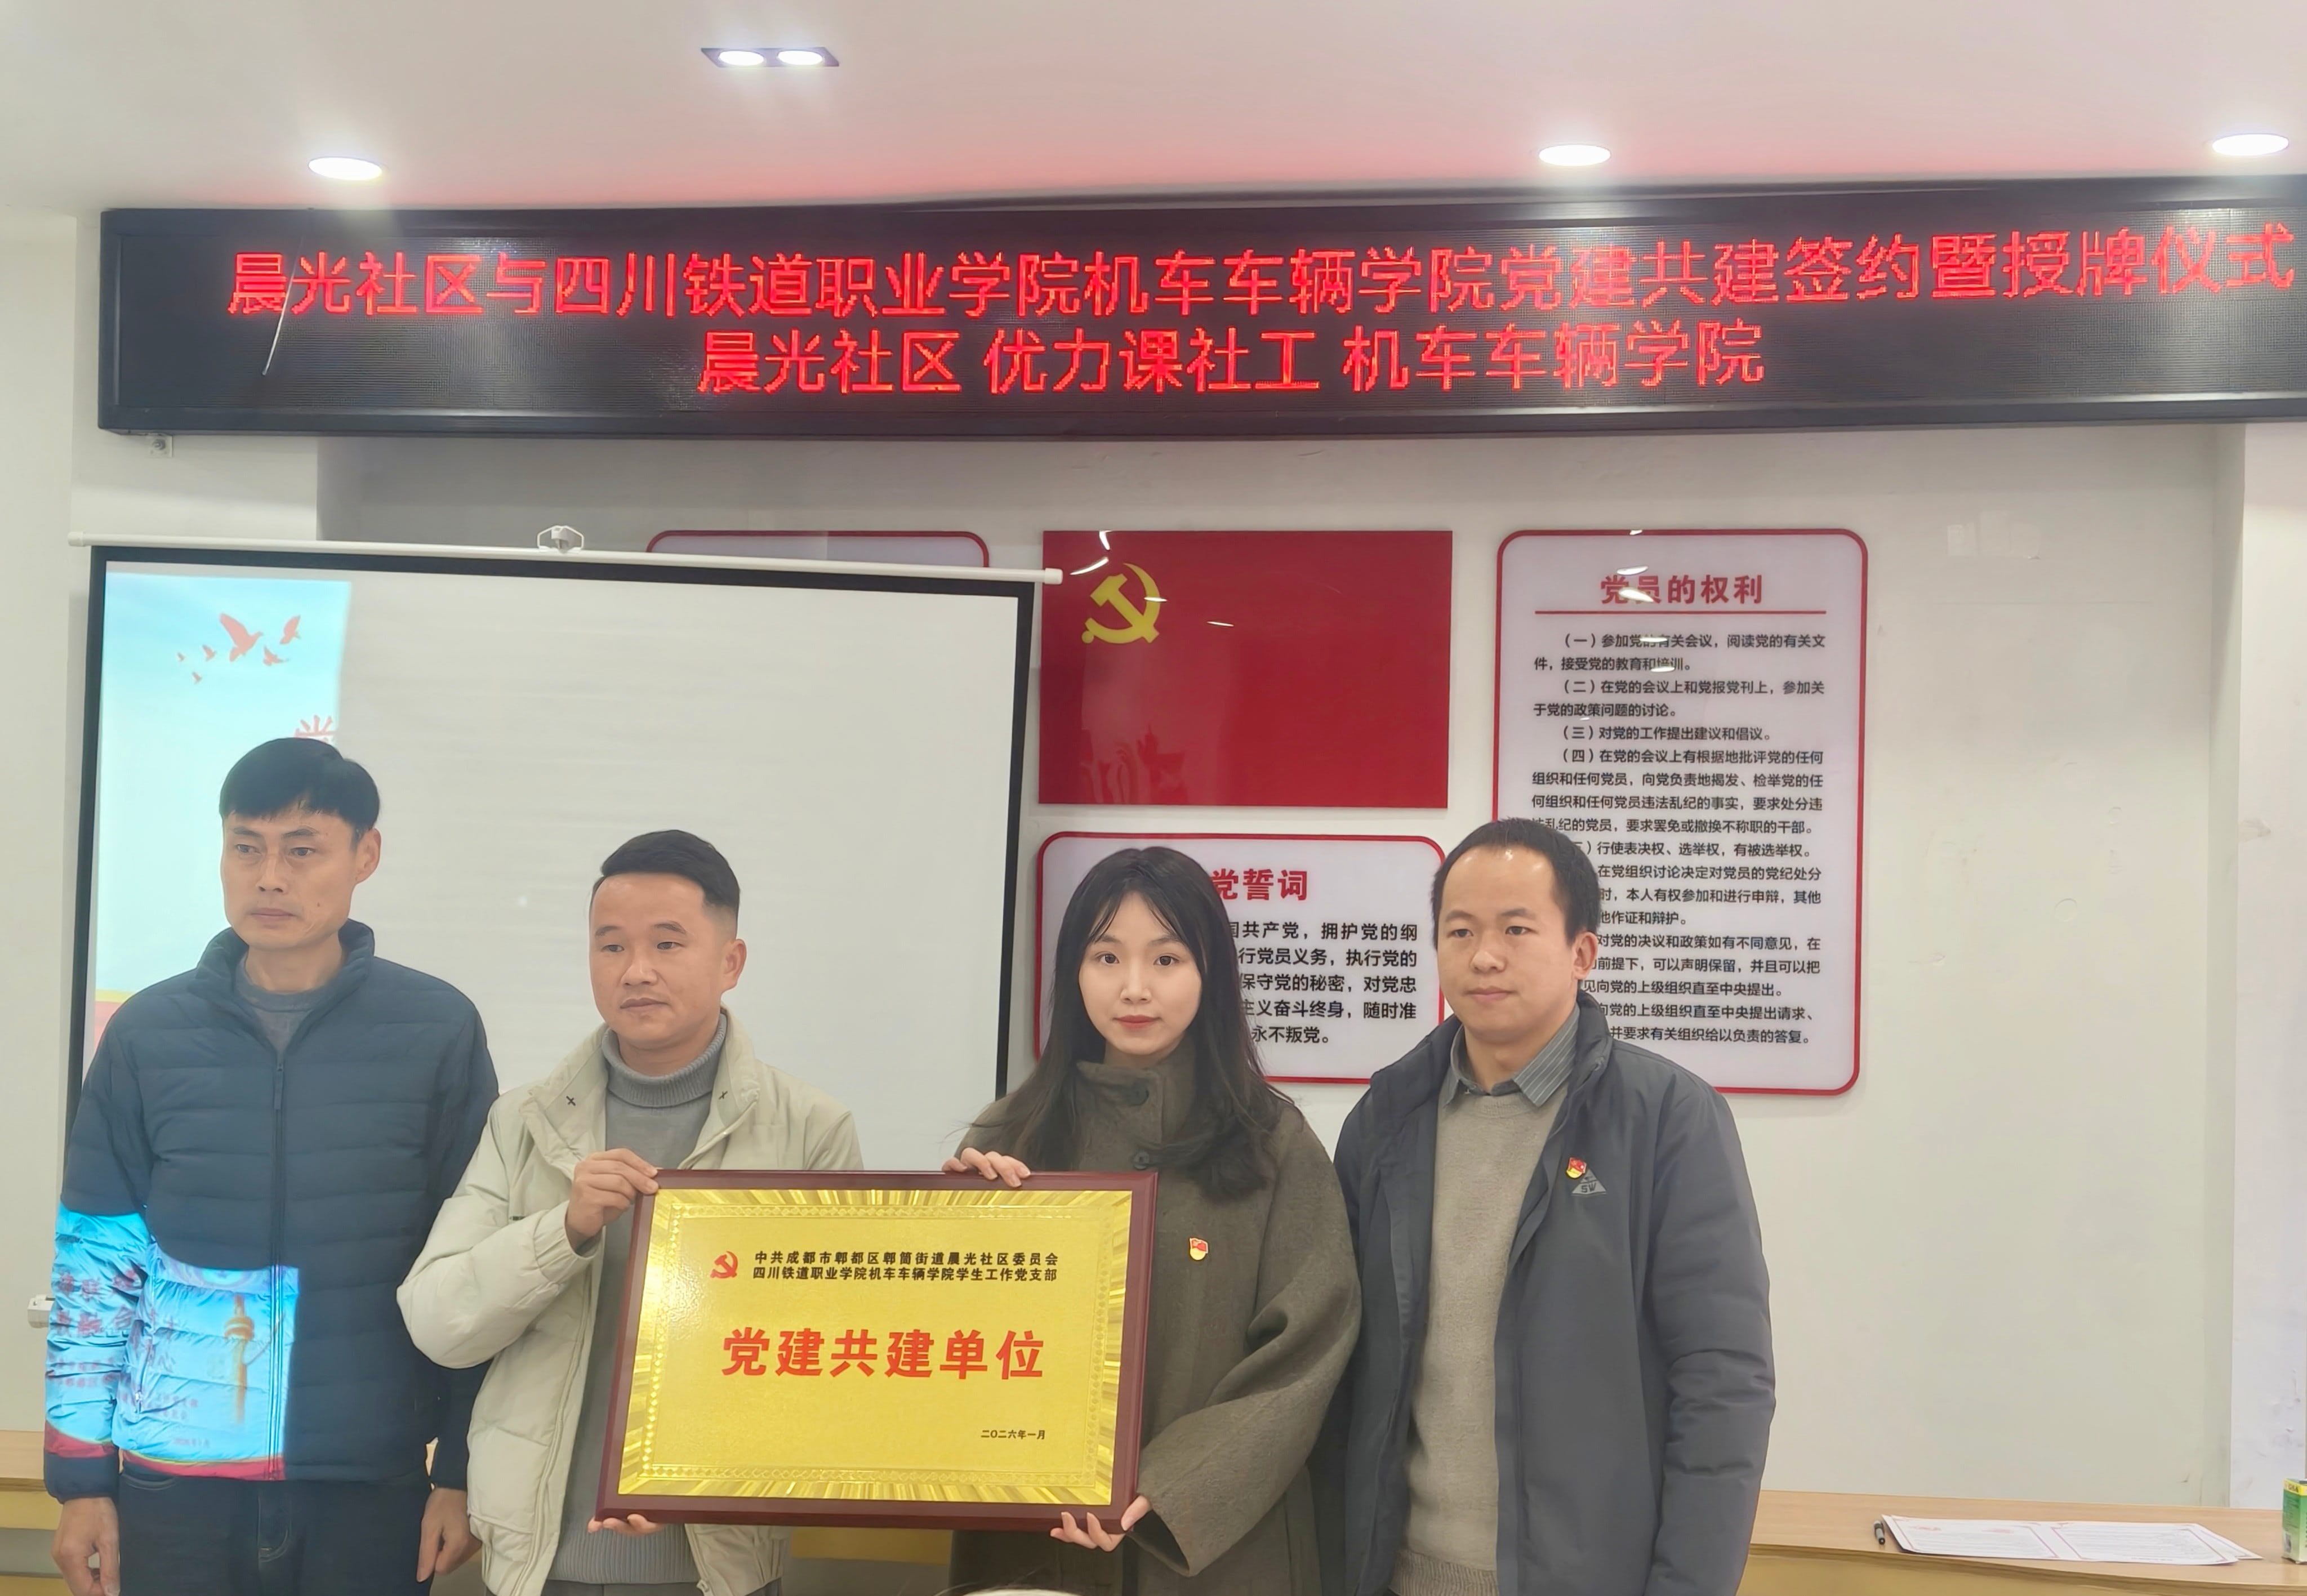 晨光社区与四川铁道职业学院机车车辆学院党建共建签约暨授牌仪式
晨光社区 优力课社工 机车车辆学院
党
党员的权利
（一）参加党的有关会议，阅读党的有关文
件，接受党的教育和培训。
（二）在党的会议上和党报党刊上，参加关
于党的政策问题的讨论。
（三）对党的工作提出建议和倡议。
（四）在党的会议上有根据地批评党的任何
组织和任何党员，向党负责地揭发、检举党的任
何组织和任何党员违法乱纪的事实，要求处分违
乱纪的党员，要求罢免或撤换不称职的干部。
）行使表决权、选举权，有被选举权。
在党组织讨论决定对党员的党纪处分
时，本人有权参加和进行申辩，其他
他作证和辩护。
对党的决议和政策如有不同意见，在
前提下，可以声明保留，并且可以把
见向党的上级组织直至中央提出。
向党的上级组织直至中央提出请求、
并要求有关组织给以负责的答复。
党誓词
国共产党，拥护党的纲
行党员义务，执行党的
保守党的秘密，对党忠
主义奋斗终身，随时准
永不叛党。
SW
中共成都市郫都区郫筒街道晨光社区委员会
四川铁道职业学院机车车辆学院学生工作党支部
党建共建单位
二〇二六年一月